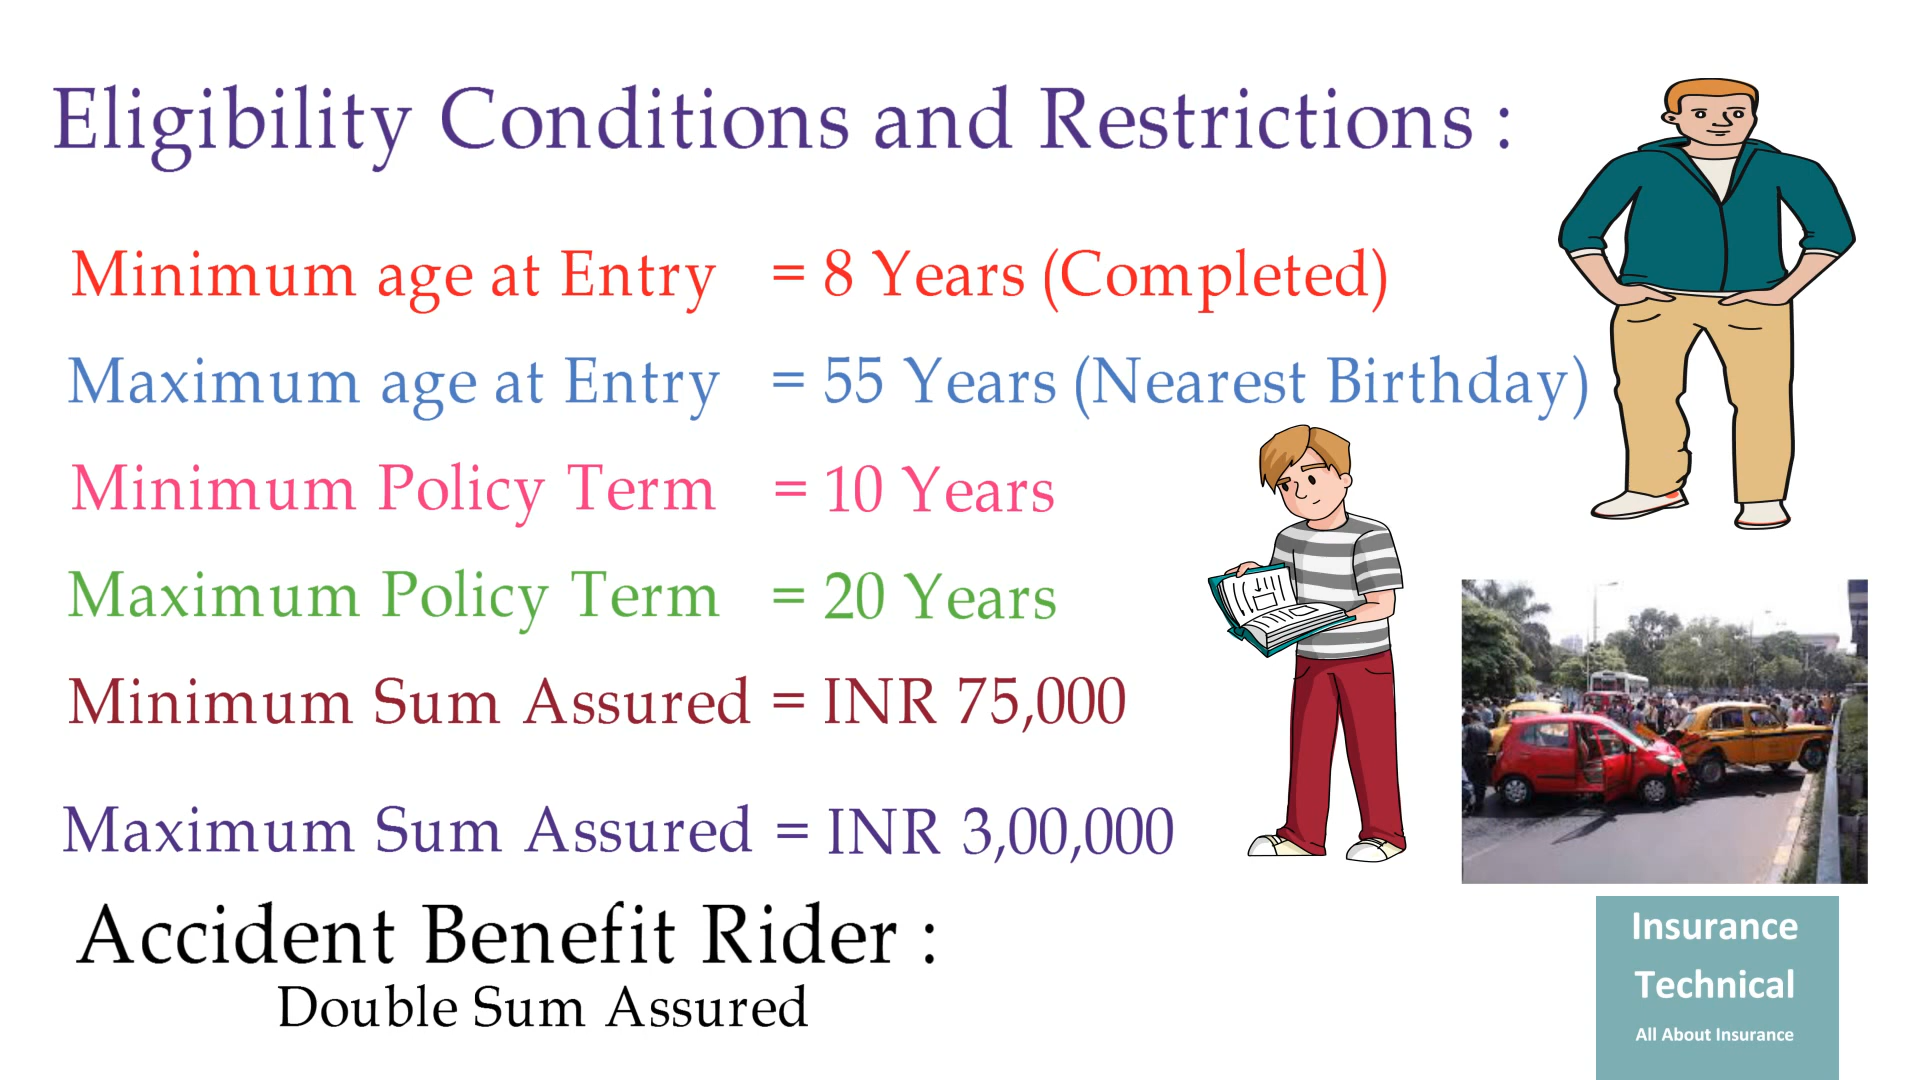 Eligibility Conditions and Restrictions :
Minimum age at Entry = 8 Years (Completed)
Maximum age at Entry = 55 Years (Nearest Birthday)
Minimum Policy Term = 10 Years
Maximum Policy Term = 20 Years
Minimum Sum Assured = INR 75,000
Maximum Sum Assured = INR 3,00,000
Accident Benefit Rider :
Double Sum Assured
Insurance
Technical
All About Insurance